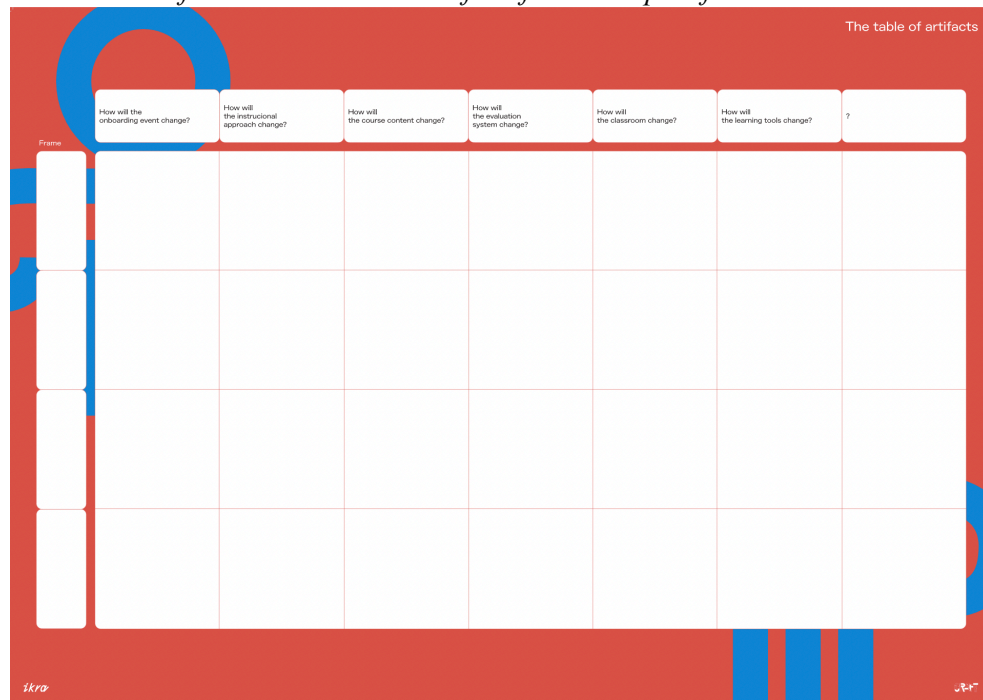 The table of artifacts
How will the
onboarding event change?
How will
the instrucional
approach change?
How will
the course content change?
How will
the evaluation
system change?
How will
the classroom change?
How will
the learning tools change?
?
Frame
ikra